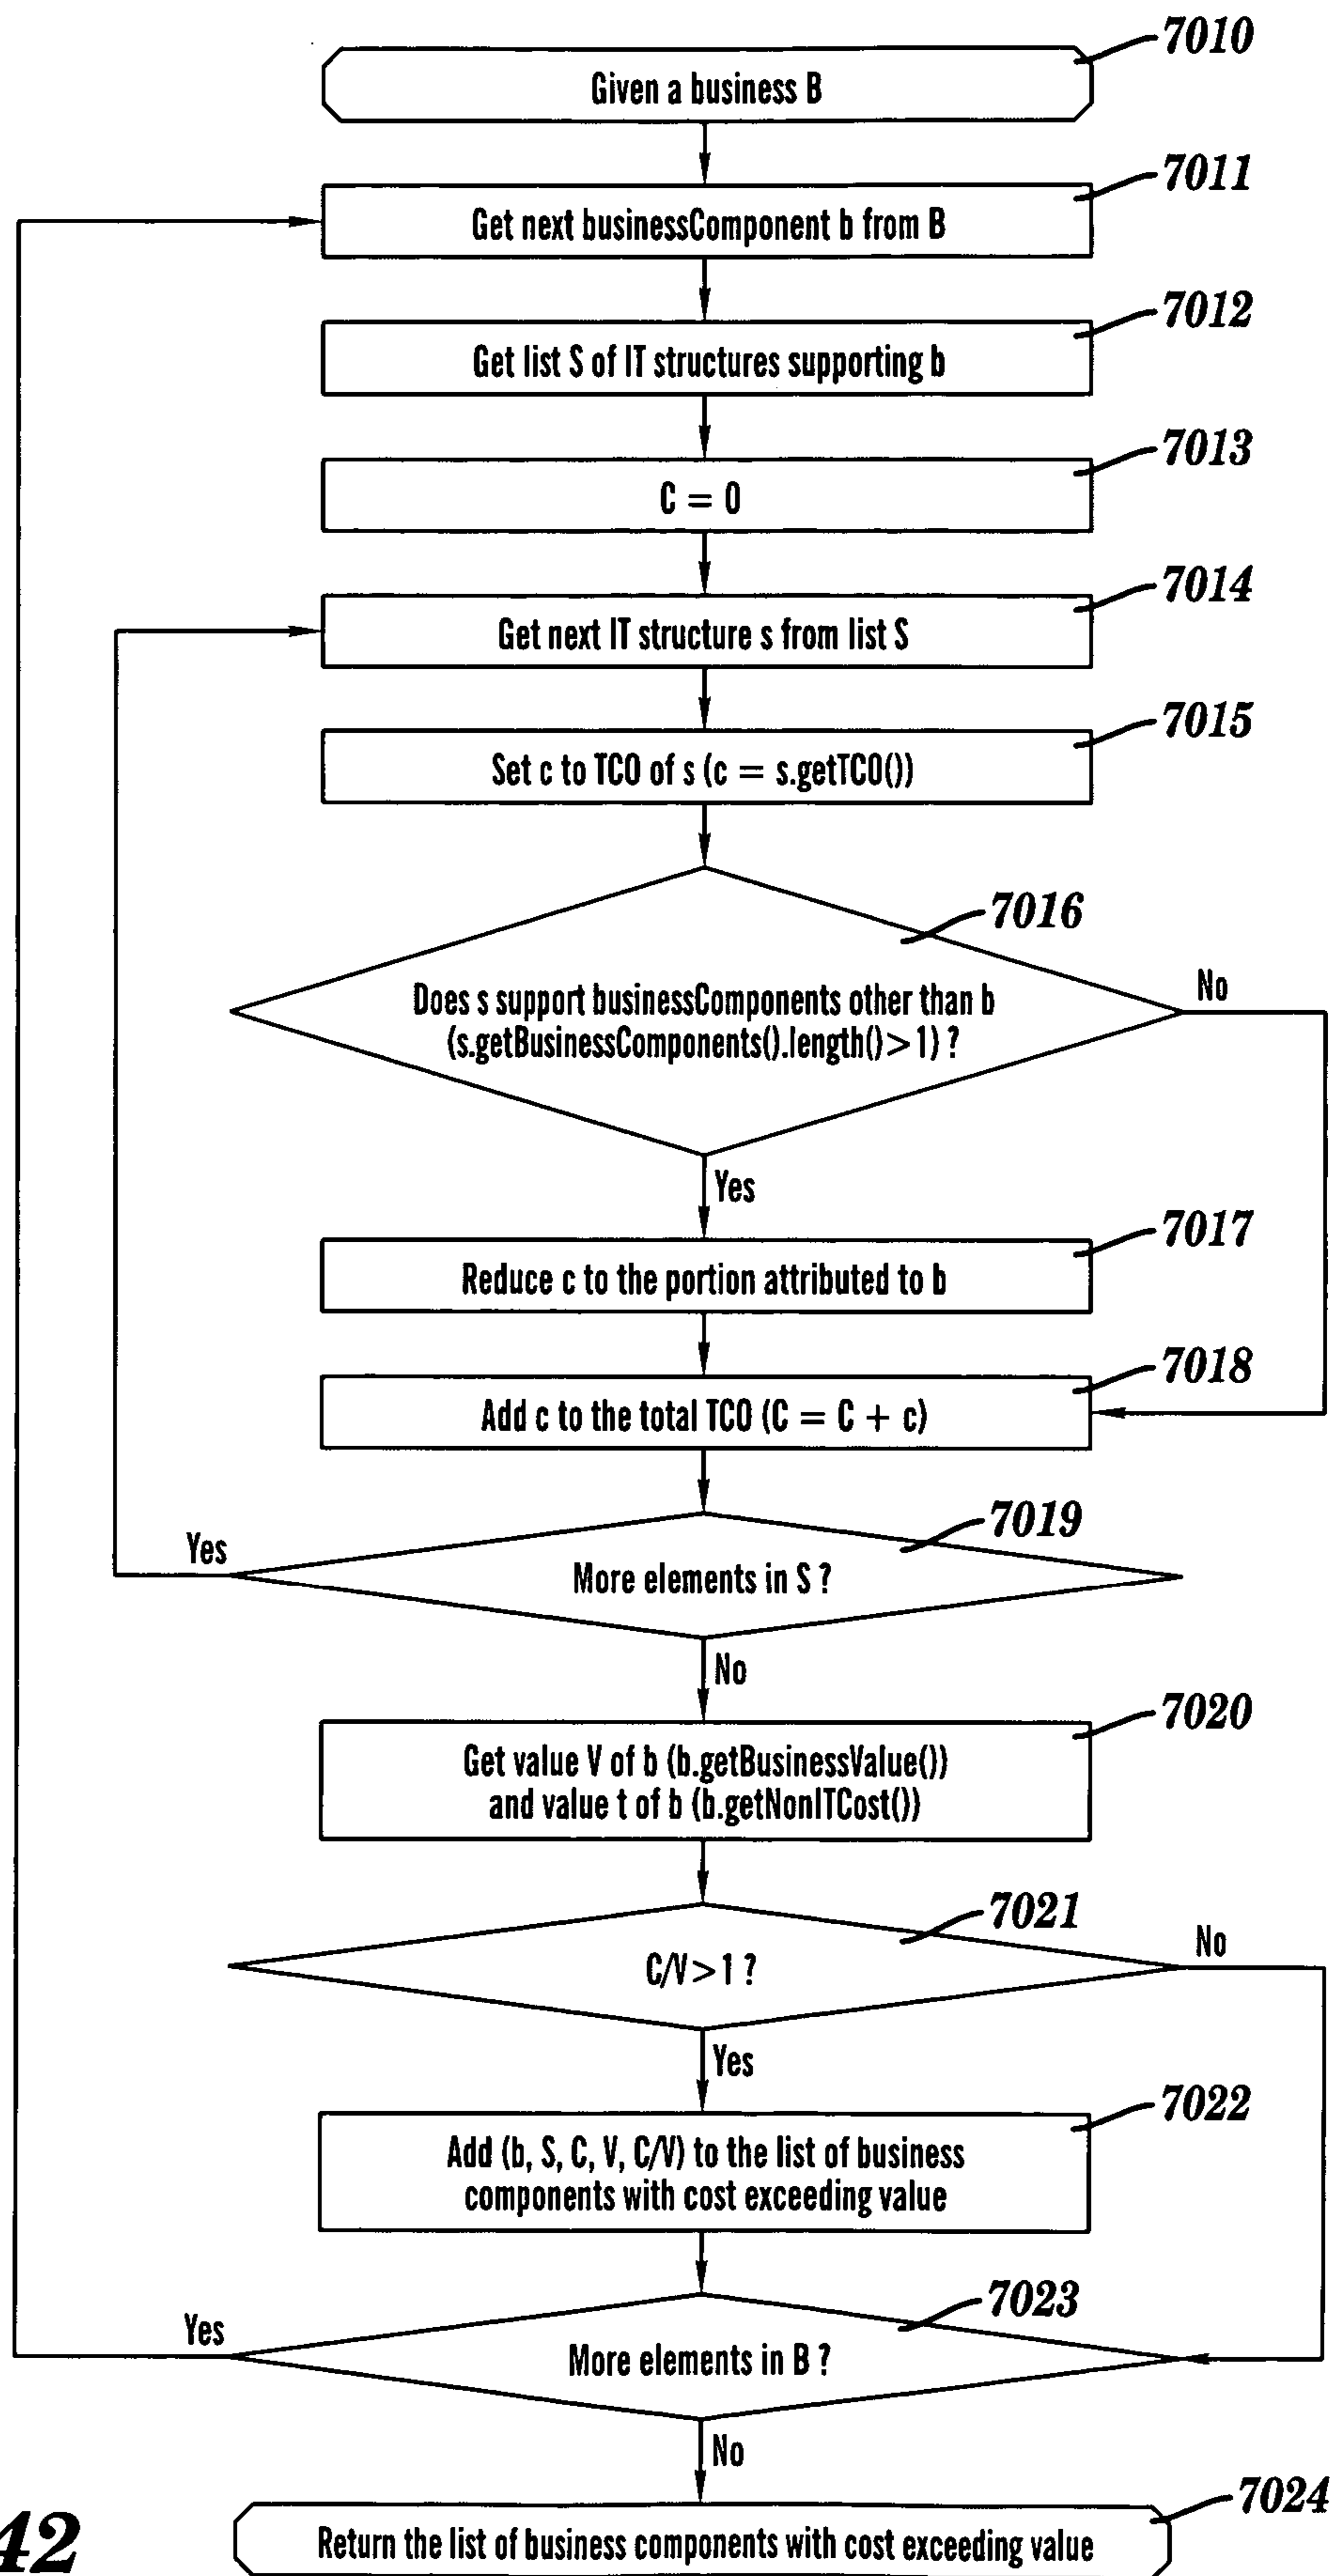 7010
Given a business B
7011
Get next businessComponent b from B
7012
Get list S of IT structures supporting b
7013
C = 0
7014
Get next IT structure s from list S
7015
Set c to TCO of s (c = s.getTCO())
7016
Does s support businessComponents other than b
(s.getBusinessComponents().length()>1) ?
No
Yes
7017
Reduce c to the portion attributed to b
7018
Add c to the total TCO (C = C + c)
7019
Yes
More elements in S ?
No
7020
Get value V of b (b.getBusinessValue())
and value t of b (b.getNonITCost())
7021
C/V>1 ?
No
Yes
7022
Add (b, S, C, V, C/V) to the list of business
components with cost exceeding value
7023
Yes
More elements in B ?
No
7024
Return the list of business components with cost exceeding value
42